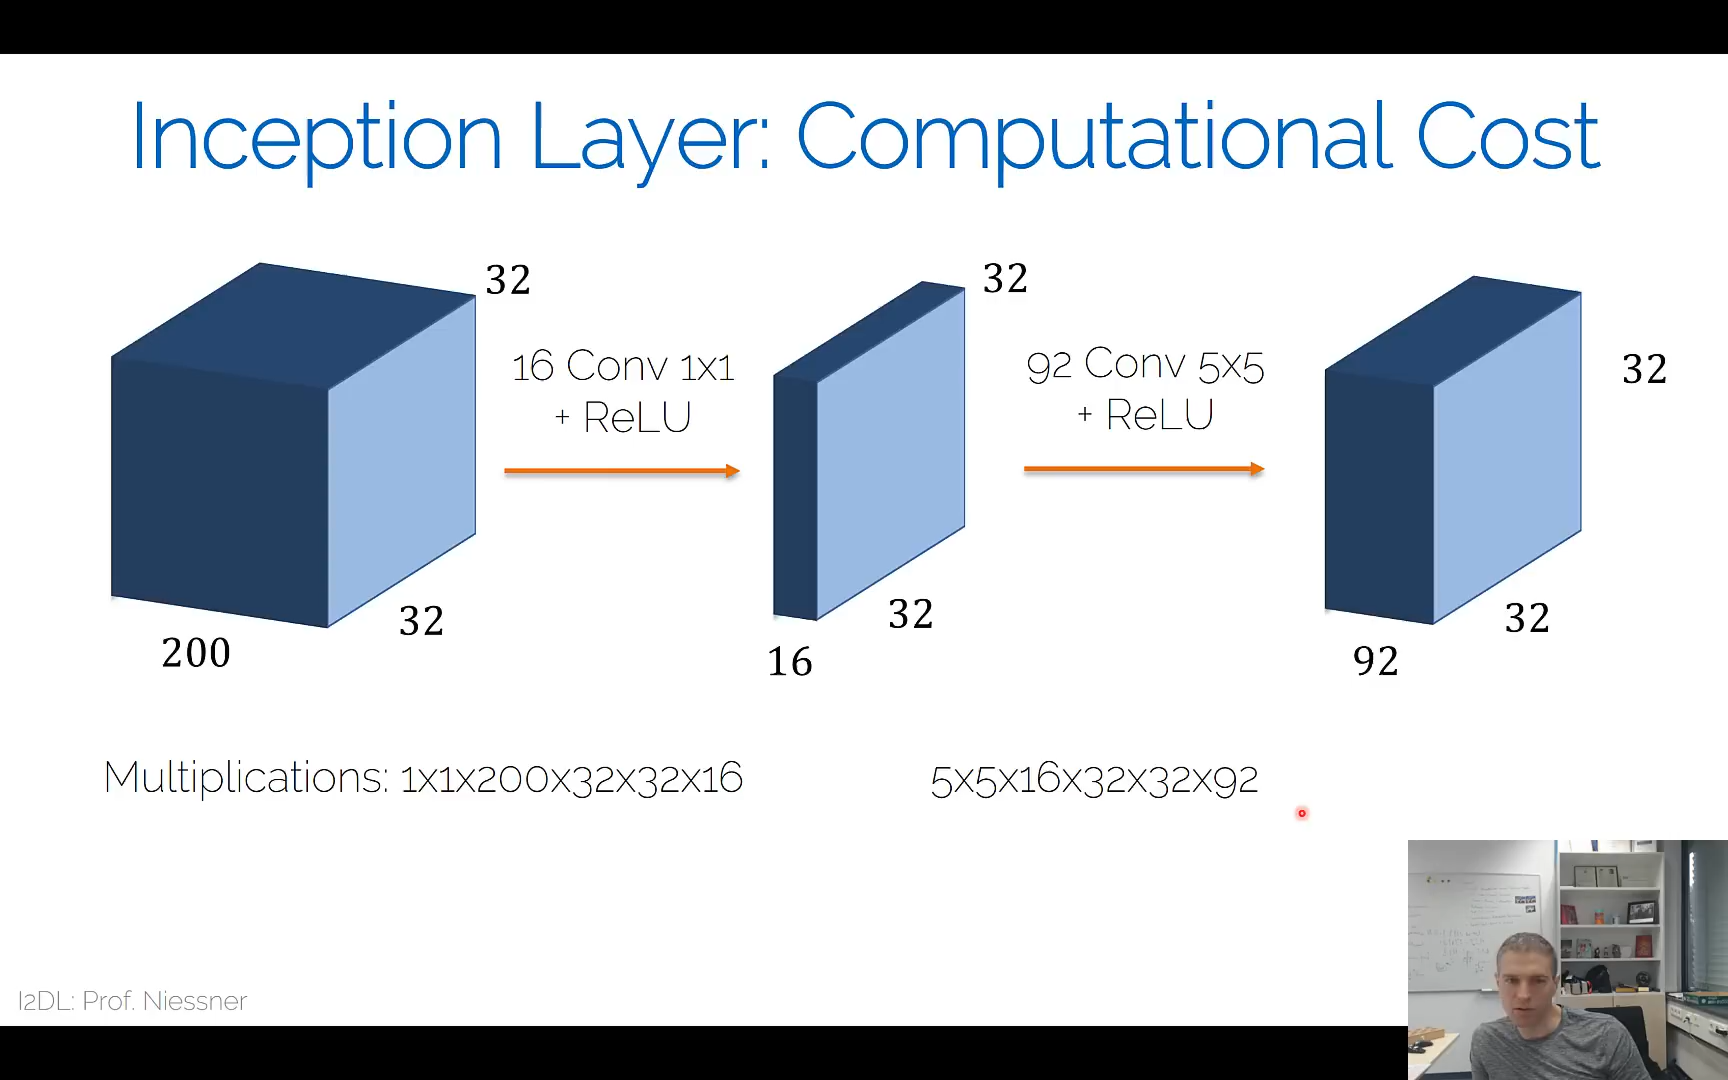 Inception Layer: Computational Cost
32
16 Conv 1x1
+ ReLU
32
92 Conv 5x5
+ ReLU
32
200
32
16
32
92
32
Multiplications: 1x1x200x32x32x16
5x5x16x32x32x92
I2DL: Prof. Niessner